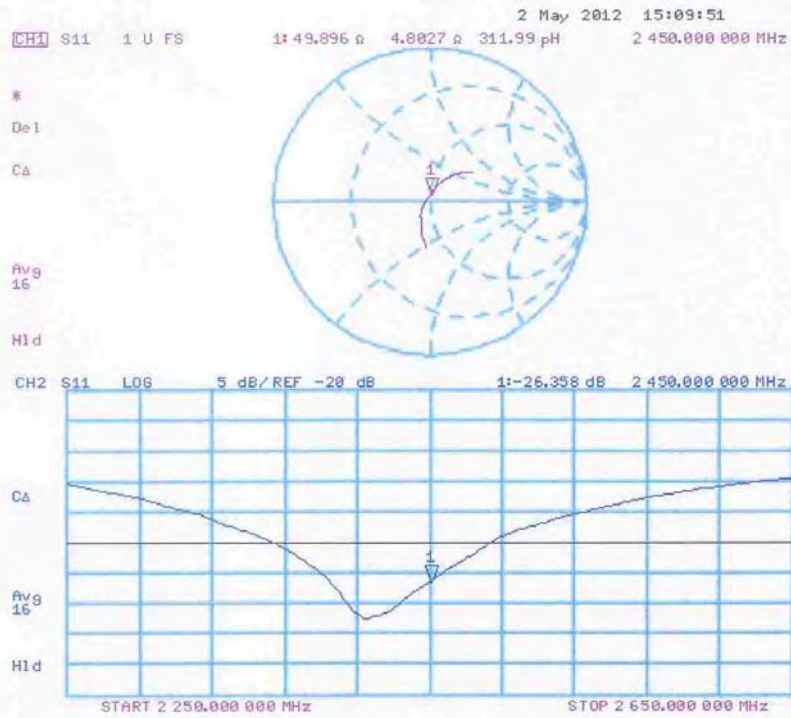 2 May 2012 15:09:51
CH1 S11 1 U FS 1: 49.896 Ω 4.8027 Ω 311.99 pH 2 450.000 000 MHz
*
Del
CΔ
1
Avg
16
Hld
CH2 S11 LOG 5 dB/REF -20 dB 1:-26.358 dB 2 450.000 000 MHz
CΔ
1
Avg
16
Hld
START 2 250.000 000 MHz STOP 2 650.000 000 MHz